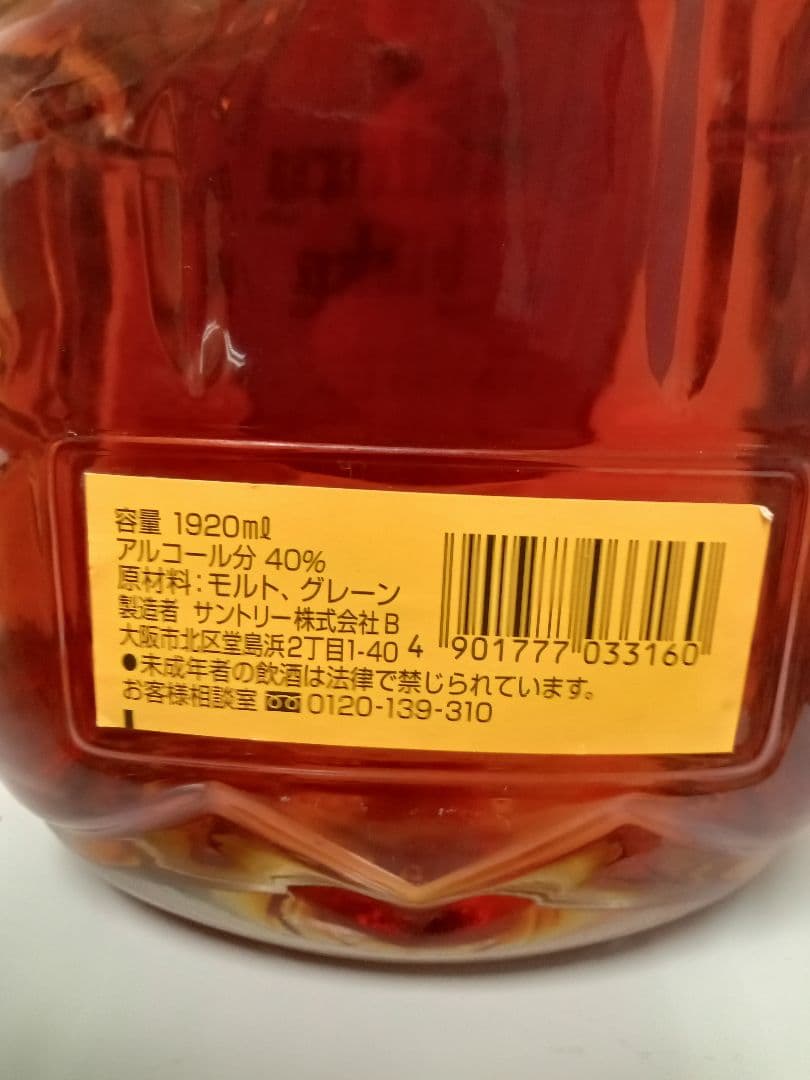 容量 1920ml
アルコール分 40%
原材料：モルト、グレーン
製造者 サントリー株式会社B
大阪市北区堂島浜2丁目1-40
●未成年者の飲酒は法律で禁じられています。
お客様相談室 0120-139-310
4 901777 033160